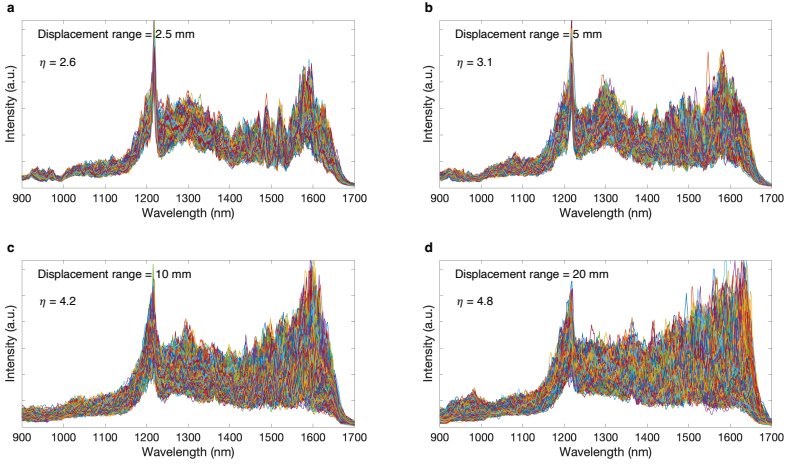 a
Displacement range = 2.5 mm
η = 2.6
Intensity (a.u.)
900 1000 1100 1200 1300 1400 1500 1600 1700
Wavelength (nm)
b
Displacement range = 5 mm
η = 3.1
Intensity (a.u.)
900 1000 1100 1200 1300 1400 1500 1600 1700
Wavelength (nm)
c
Displacement range = 10 mm
η = 4.2
Intensity (a.u.)
900 1000 1100 1200 1300 1400 1500 1600 1700
Wavelength (nm)
d
Displacement range = 20 mm
η = 4.8
Intensity (a.u.)
900 1000 1100 1200 1300 1400 1500 1600 1700
Wavelength (nm)